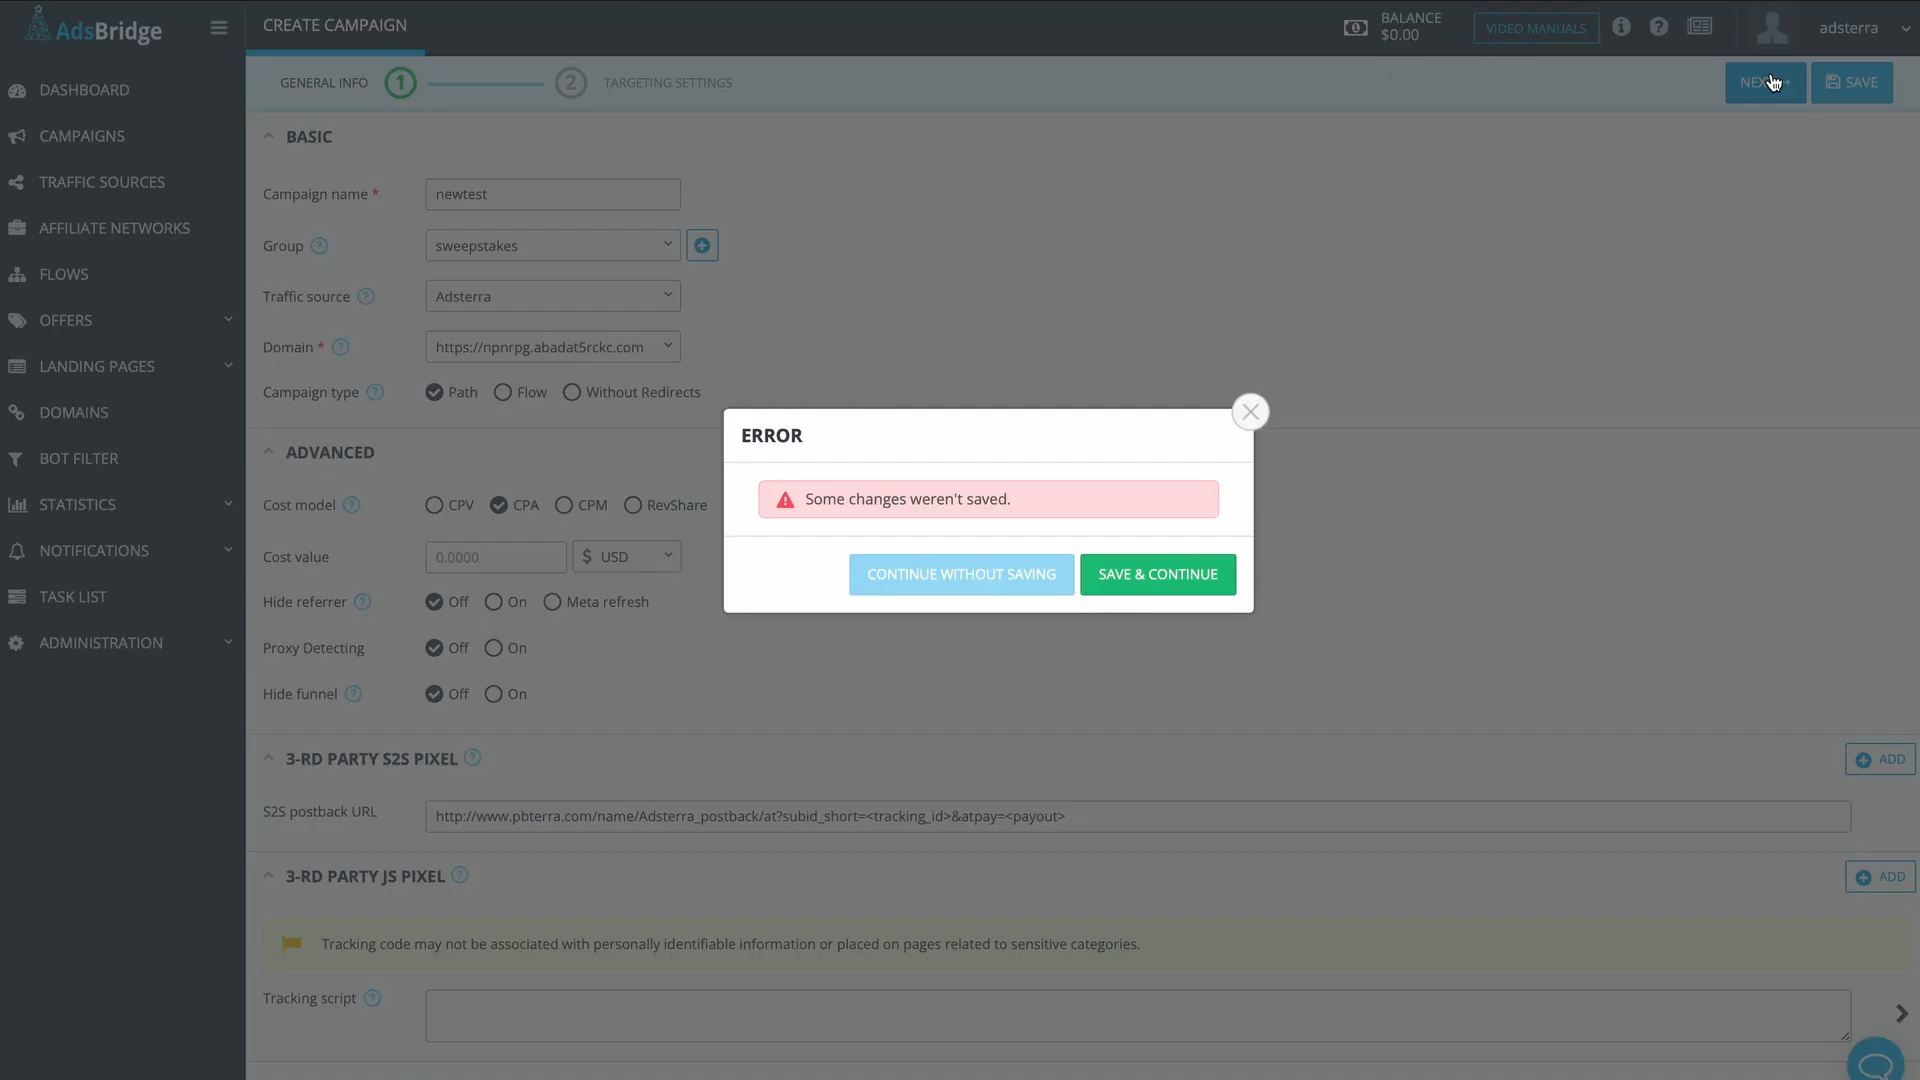 AdsBridge
CREATE CAMPAIGN
BALANCE
$0.00
VIDEO MANUALS
adsterra
GENERAL INFO 1
2 TARGETING SETTINGS
SAVE
DASHBOARD
CAMPAIGNS
TRAFFIC SOURCES
AFFILIATE NETWORKS
FLOWS
OFFERS
LANDING PAGES
DOMAINS
BOT FILTER
STATISTICS
NOTIFICATIONS
TASK LIST
ADMINISTRATION
BASIC
Campaign name * newtest
Group ? sweepstakes
Traffic source ? Adsterra
Domain * ? https://npnrpg.abadat5rckc.com
Campaign type ? Path Flow Without Redirects
ADVANCED
Cost model ? CPV CPA CPM RevShare
Cost value 0.0000 $ USD
Hide referrer ? Off On Meta refresh
Proxy Detecting Off On
Hide funnel ? Off On
ERROR
Some changes weren't saved.
CONTINUE WITHOUT SAVING SAVE & CONTINUE
3-RD PARTY S2S PIXEL ? ADD
S2S postback URL http://www.pbterra.com/name/Adsterra_postback/at?subid_short=<tracking_id>&atpay=<payout>
3-RD PARTY JS PIXEL ? ADD
Tracking code may not be associated with personally identifiable information or placed on pages related to sensitive categories.
Tracking script ?